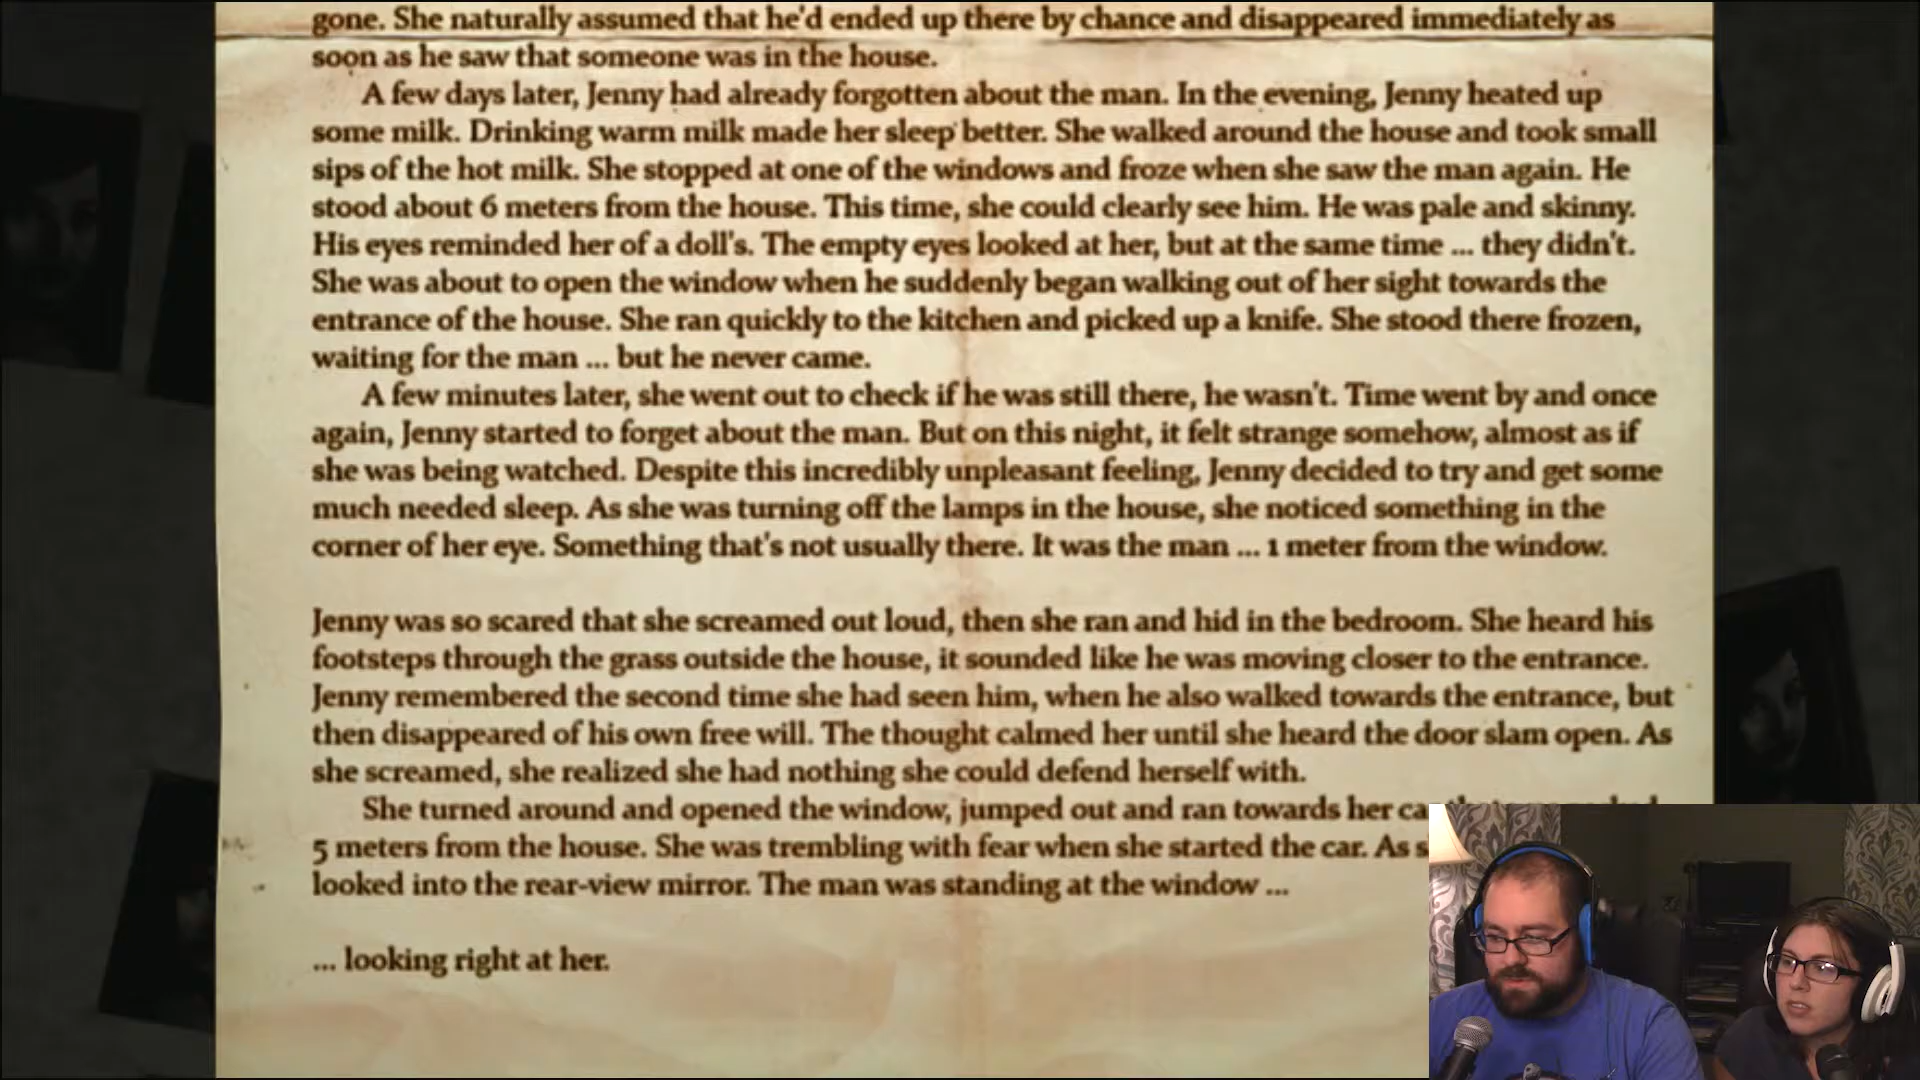 gone. She naturally assumed that he'd ended up there by chance and disappeared immediately as
soon as he saw that someone was in the house.
A few days later, Jenny had already forgotten about the man. In the evening, Jenny heated up
some milk. Drinking warm milk made her sleep better. She walked around the house and took small
sips of the hot milk. She stopped at one of the windows and froze when she saw the man again. He
stood about 6 meters from the house. This time, she could clearly see him. He was pale and skinny.
His eyes reminded her of a doll's. The empty eyes looked at her, but at the same time ... they didn't.
She was about to open the window when he suddenly began walking out of her sight towards the
entrance of the house. She ran quickly to the kitchen and picked up a knife. She stood there frozen,
waiting for the man ... but he never came.
A few minutes later, she went out to check if he was still there, he wasn't. Time went by and once
again, Jenny started to forget about the man. But on this night, it felt strange somehow, almost as if
she was being watched. Despite this incredibly unpleasant feeling, Jenny decided to try and get some
much needed sleep. As she was turning off the lamps in the house, she noticed something in the
corner of her eye. Something that's not usually there. It was the man ... 1 meter from the window.
Jenny was so scared that she screamed out loud, then she ran and hid in the bedroom. She heard his
footsteps through the grass outside the house, it sounded like he was moving closer to the entrance.
Jenny remembered the second time she had seen him, when he also walked towards the entrance, but
then disappeared of his own free will. The thought calmed her until she heard the door slam open. As
she screamed, she realized she had nothing she could defend herself with.
She turned around and opened the window, jumped out and ran towards her
5 meters from the house. She was trembling with fear when she started the car. As
looked into the rear-view mirror. The man was standing at the window ...
... looking right at her.